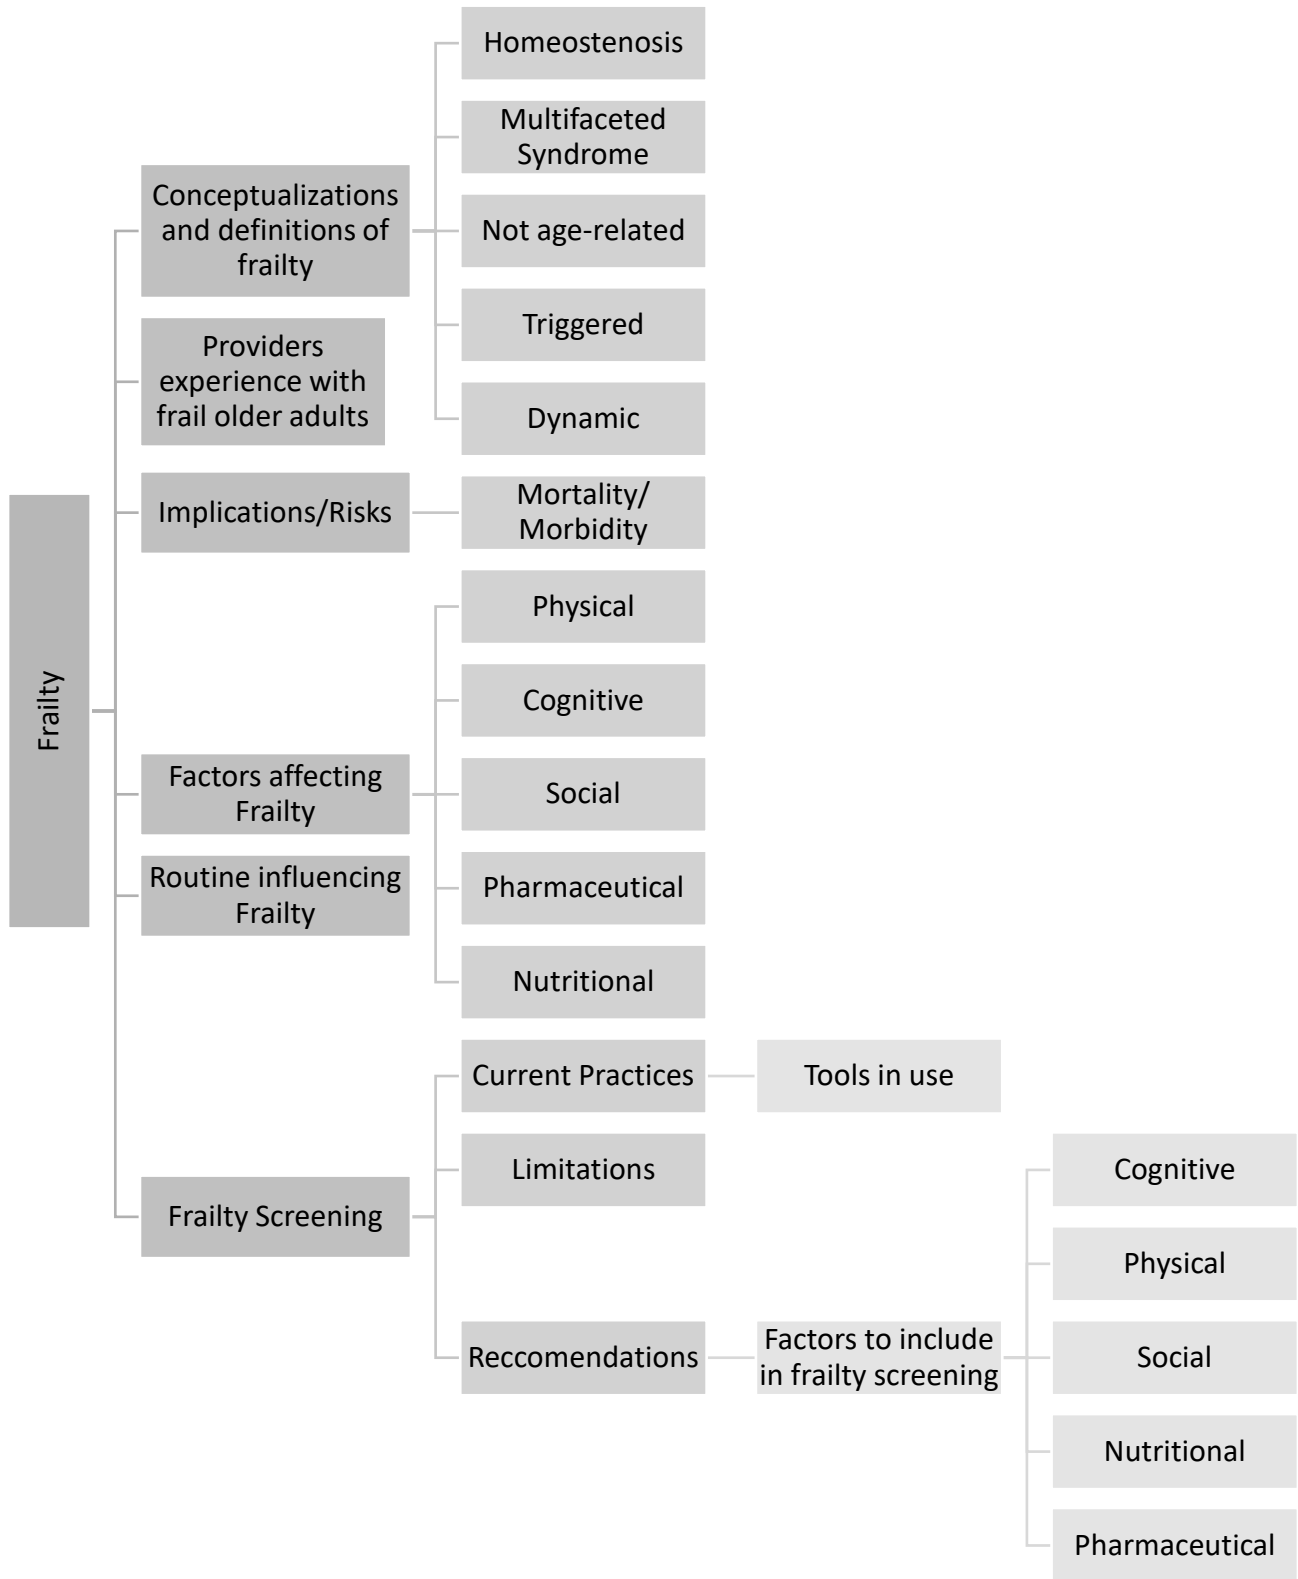 Frailty
Conceptualizations
and definitions of
frailty
Homeostenosis
Multifaceted
Syndrome
Not age-related
Triggered
Dynamic
Providers
experience with
frail older adults
Implications/Risks
Mortality/
Morbidity
Factors affecting
Frailty
Physical
Cognitive
Social
Pharmaceutical
Nutritional
Routine influencing
Frailty
Frailty Screening
Current Practices
Tools in use
Limitations
Reccomendations
Factors to include
in frailty screening
Cognitive
Physical
Social
Nutritional
Pharmaceutical